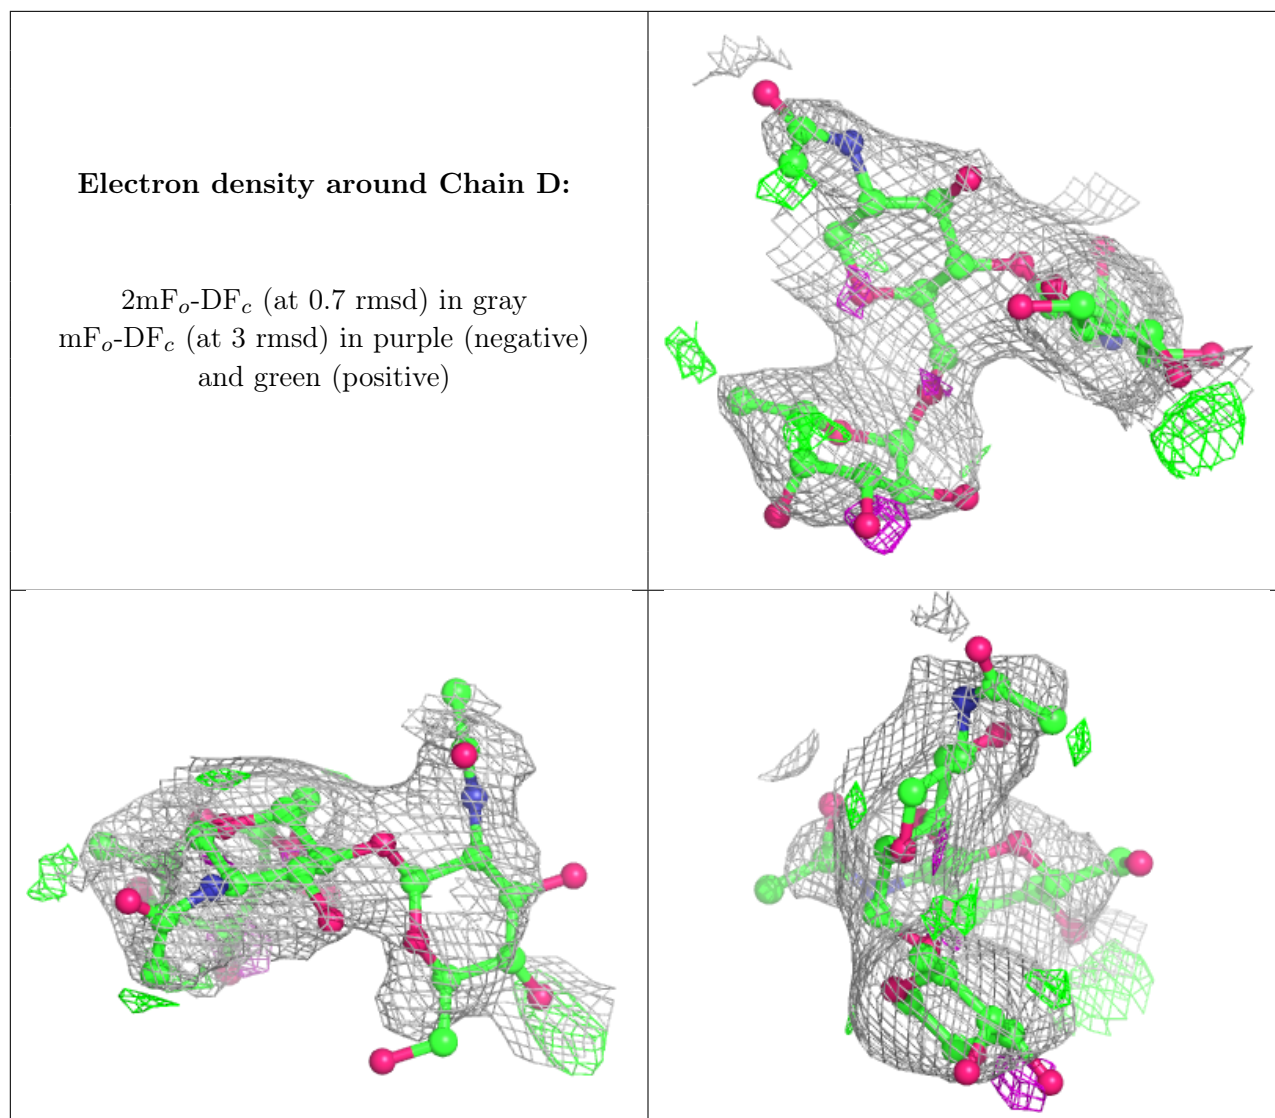 Electron density around Chain D:
2mFo-DFc (at 0.7 rmsd) in gray
mFo-DFc (at 3 rmsd) in purple (negative)
and green (positive)